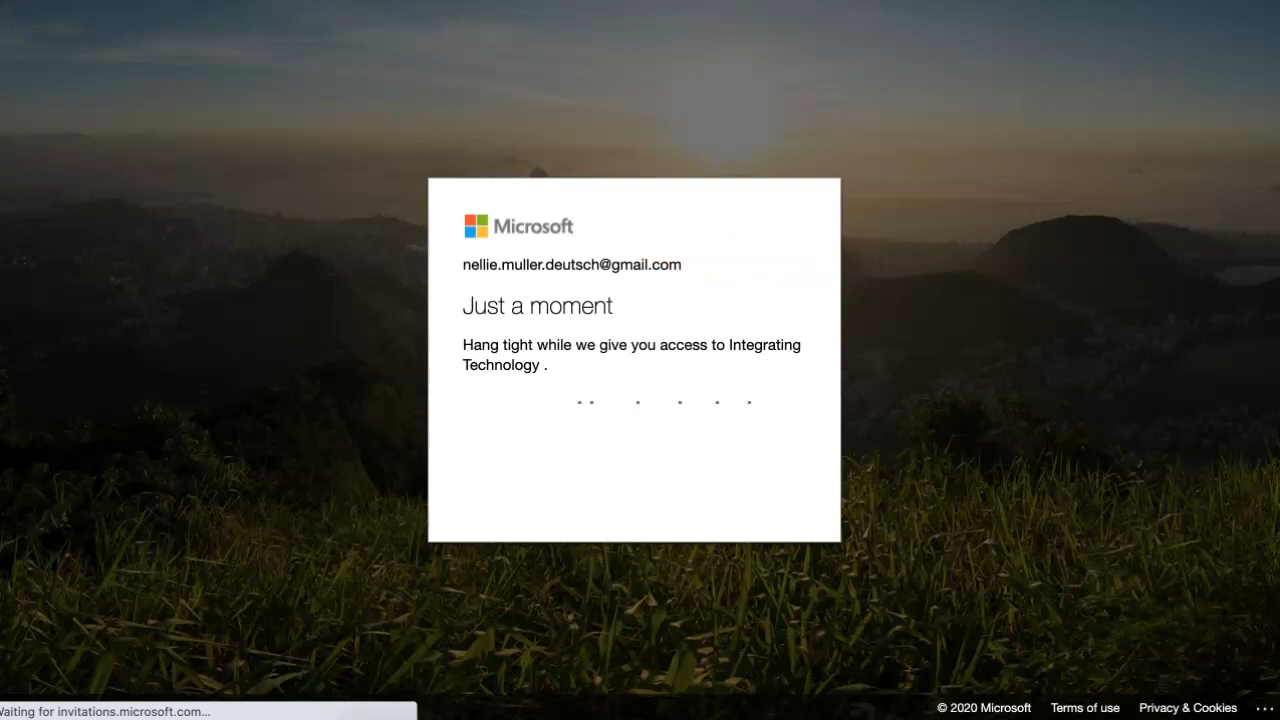 Microsoft
nellie.muller.deutsch@gmail.com
Just a moment
Hang tight while we give you access to Integrating
Technology .
Waiting for invitations.microsoft.com...
© 2020 Microsoft
Terms of use
Privacy & Cookies
...